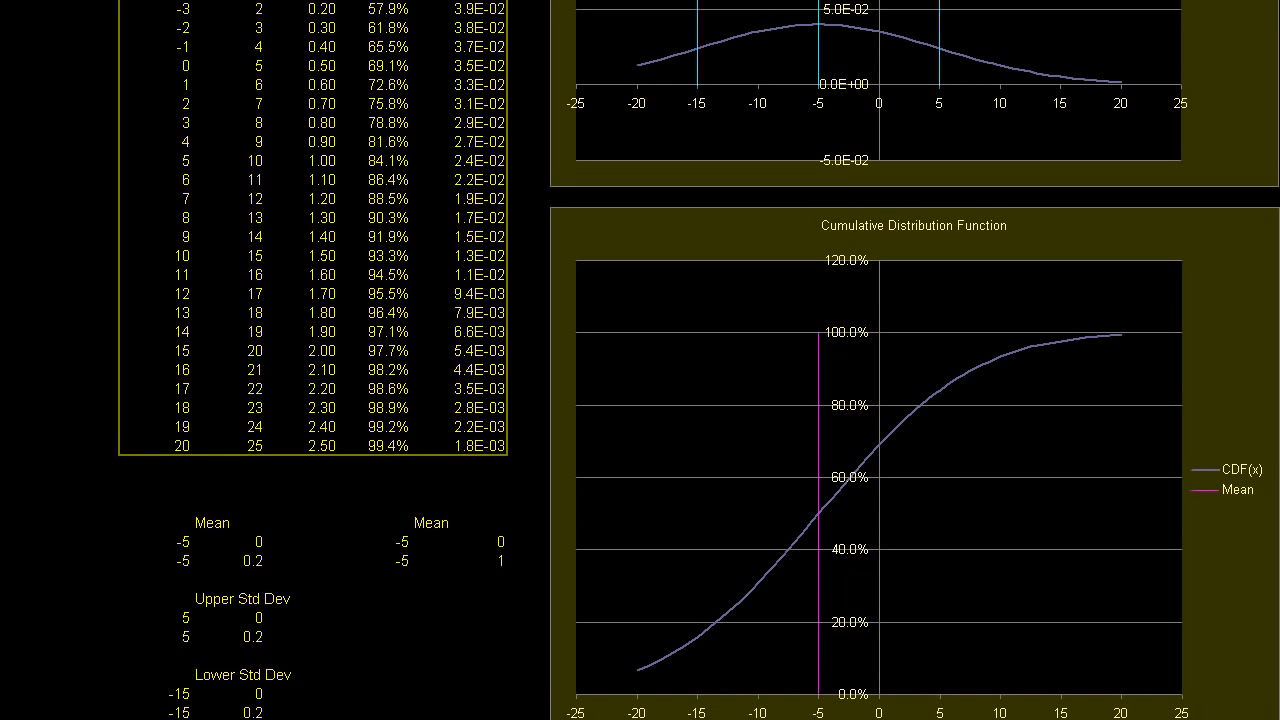 -3 2 0.20 57.9% 3.9E-02
-2 3 0.30 61.8% 3.8E-02
-1 4 0.40 65.5% 3.7E-02
0 5 0.50 69.1% 3.5E-02
1 6 0.60 72.6% 3.3E-02
2 7 0.70 75.8% 3.1E-02
3 8 0.80 78.8% 2.9E-02
4 9 0.90 81.6% 2.7E-02
5 10 1.00 84.1% 2.4E-02
6 11 1.10 86.4% 2.2E-02
7 12 1.20 88.5% 1.9E-02
8 13 1.30 90.3% 1.7E-02
9 14 1.40 91.9% 1.5E-02
10 15 1.50 93.3% 1.3E-02
11 16 1.60 94.5% 1.1E-02
12 17 1.70 95.5% 9.4E-03
13 18 1.80 96.4% 7.9E-03
14 19 1.90 97.1% 6.6E-03
15 20 2.00 97.7% 5.4E-03
16 21 2.10 98.2% 4.4E-03
17 22 2.20 98.6% 3.5E-03
18 23 2.30 98.9% 2.8E-03
19 24 2.40 99.2% 2.2E-03
20 25 2.50 99.4% 1.8E-03
Mean Mean
-5 0 -5 0
-5 0.2 -5 1
Upper Std Dev
5 0
5 0.2
Lower Std Dev
-15 0
-15 0.2
5.0E-02
0.0E+00
-25 -20 -15 -10 -5 0 5 10 15 20 25
-5.0E-02
Cumulative Distribution Function
120.0%
100.0%
80.0%
60.0%
40.0%
20.0%
0.0%
-25 -20 -15 -10 -5 0 5 10 15 20 25
CDF(x)
Mean